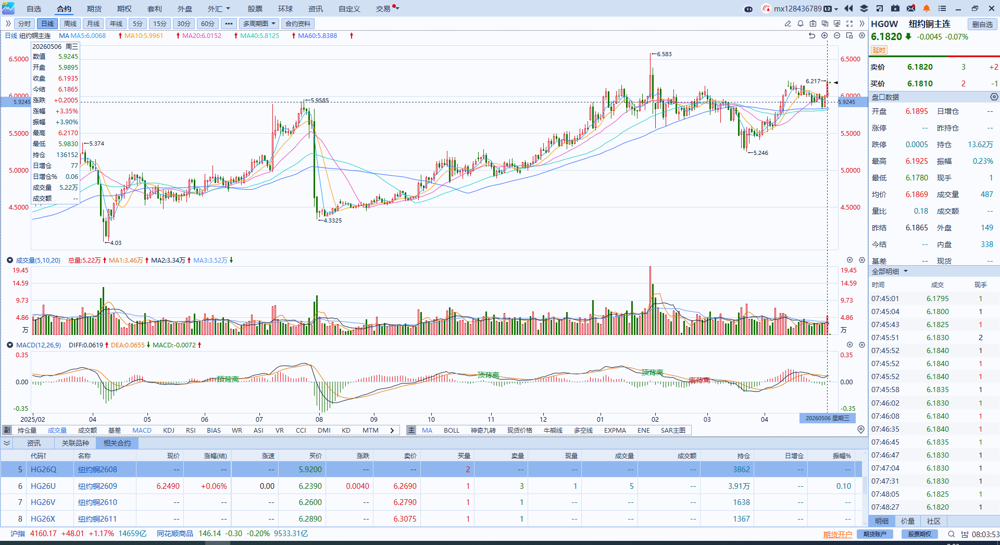 自选 合约 期货 期权 套利 外盘 外汇 股票 环球 资讯 自定义 交易 mx128436789 L2
分时 日线 周线 月线 年线 5分 15分 30分 60分 ••• 多周期图 合约资料
日线 纽约铜主连 MA MA5:6.0068 MA10:5.9961 MA20:6.0152 MA40:5.8125 MA60:5.8388
20260506 周三
数值 5.9245
开盘 5.9895
收盘 6.1935
今结 6.1865
涨跌 +0.2005
涨幅 +3.35%
振幅 +3.90%
最高 6.2170
最低 5.9830
持仓 136152
日增仓 77
日增仓% 0.06
成交量 5.22万
成交额 --
6.5000
6.0000
5.9245
5.5000
5.0000
4.5000
5.374
4.03
5.9585
4.3325
6.583
5.246
6.217
6.5000
6.0000
5.9245
5.5000
5.0000
4.5000
成交量(5,10,20) 总量:5.22万 MA1:3.46万 MA2:3.34万 MA3:3.52万
19.45 19.45
14.59 14.59
9.73 9.73
4.86 4.86
万 万
MACD(12,26,9) DIFF:0.0619 DEA:0.0655 MACD:-0.0072
0.35 0.35
0.00 0.00
-0.35 -0.35
顶背离 顶背离 顶背离 底背离
2025/02 04 05 06 07 08 09 10 11 12 01 02 03 04 20260506 星期三
副 持仓量 成交量 成交额 基差 MACD KDJ RSI BIAS WR ASI VR CCI DMI KD MTM 主 MA BOLL 神奇九转 现货价格 牛熊线 多空线 EXPMA ENE SAR主图
资讯 关联品种 相关合约
代码↑ 名称 现价 涨幅(结) 涨速 买价 涨跌 卖价 买量 卖量 现量 成交量 成交额 持仓 日增仓 振幅%
5 HG26Q 纽约铜2608 -- -- -- 5.9200 -- -- 2 -- -- -- -- 3862 -- --
6 HG26U 纽约铜2609 6.2490 +0.06% 0.00 6.2390 0.0040 6.2690 1 3 1 5 -- 3.91万 -- 0.10
7 HG26V 纽约铜2610 -- -- -- 6.2600 -- 6.2790 1 1 -- -- -- 1638 -- --
8 HG26X 纽约铜2611 -- -- -- 6.2890 -- 6.3075 1 1 -- -- -- 1367 -- --
沪指 4160.17 +48.01 +1.17% 14659亿 同花顺商品 146.14 -0.30 -0.20% 9533.31亿
HG0W 纽约铜主连 删自选
6.1820 -0.0045 -0.07%
延时
卖价 6.1820 3 +2
买价 6.1810 2 -1
盘口数据
开盘 6.1895 日增仓 --
涨停 -- 昨持仓 --
跌停 0.0005 持仓 13.62万
最高 6.1925 振幅 0.23%
最低 6.1780 现手 1
均价 6.1869 成交量 487
量比 0.18 成交额 --
昨结 6.1865 外盘 149
今结 -- 内盘 338
基差 -- 现货 --
全部明细
时间 成交 现手
07:45:01 6.1795 1
07:45:04 6.1800 1
07:45:43 6.1825 1
07:45:51 6.1830 2
07:45:52 6.1840 1
07:45:52 6.1840 1
07:45:52 6.1840 1
07:45:58 6.1835 1
07:46:02 6.1830 1
07:46:08 6.1840 1
07:46:35 6.1840 1
07:46:45 6.1835 1
07:46:47 6.1830 1
07:47:04 6.1830 1
07:47:31 6.1830 1
07:48:05 6.1825 1
07:48:27 6.1820 1
明细 价量 社区
期货开户 期货账户 股票期权 08:03:53